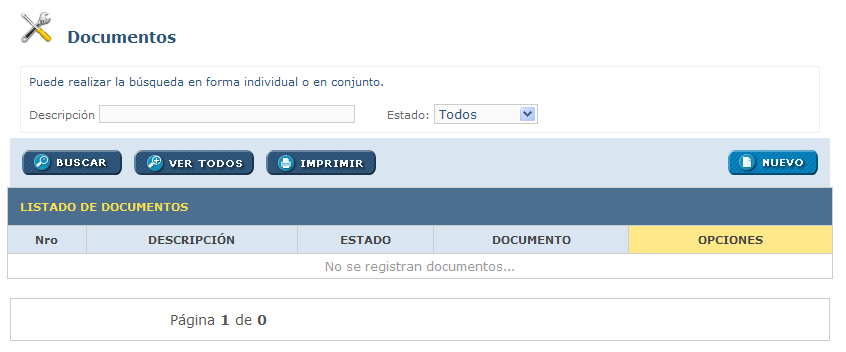 Documentos
Puede realizar la búsqueda en forma individual o en conjunto.
Descripción Estado: Todos
BUSCAR VER TODOS IMPRIMIR NUEVO
LISTADO DE DOCUMENTOS
Nro DESCRIPCIÓN ESTADO DOCUMENTO OPCIONES
No se registran documentos...
Página 1 de 0